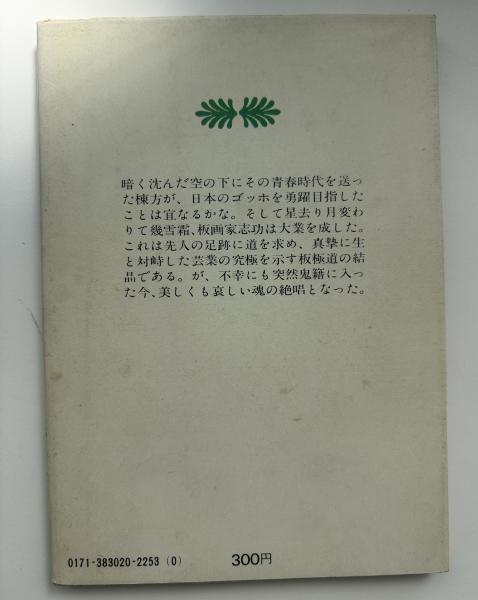 暗く沈んだ空の下にその青春時代を送っ
た棟方が、日本のゴッホを勇躍目指した
ことは宜なるかな。そして星去り月変わ
りて幾雪霜、板画家志功は大業を成した。
これは先人の足跡に道を求め、真摯に生
と対峙した芸業の究極を示す板極道の結
晶である。が、不幸にも突然鬼籍に入っ
た今、美しくも哀しい魂の絶唱となった。
0171-383020-2253 (0)
300円